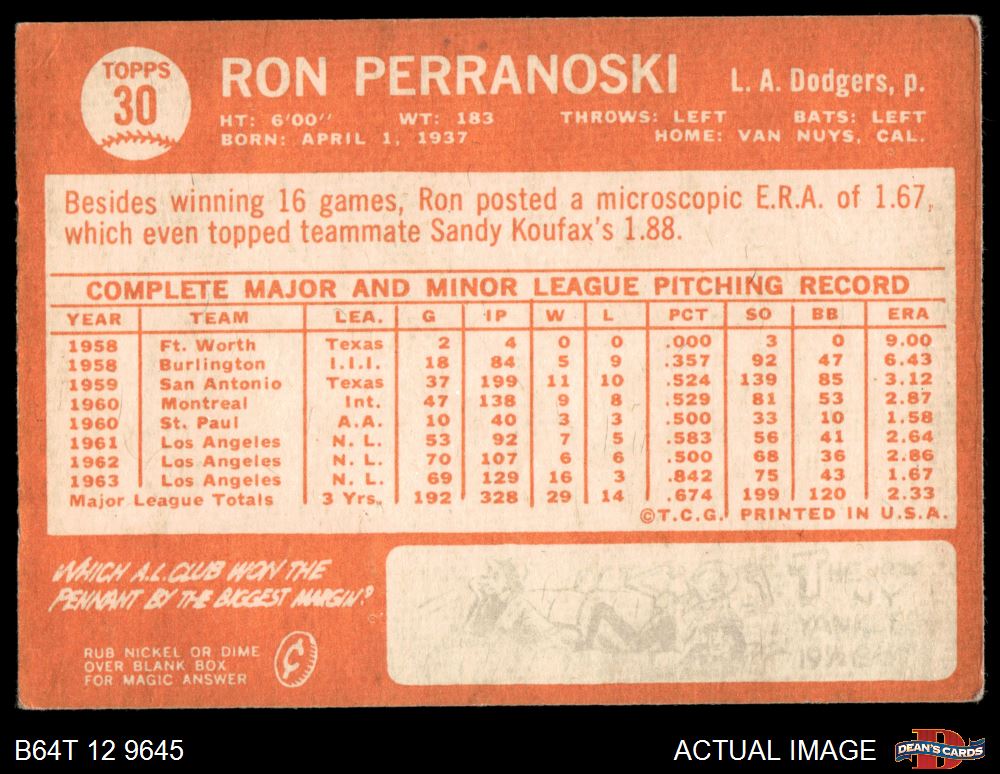 TOPPS
30
RON PERRANOSKI
L. A. Dodgers, p.
HT: 6'00"   WT: 183   THROWS: LEFT   BATS: LEFT
BORN: APRIL 1, 1937   HOME: VAN NUYS, CAL.
Besides winning 16 games, Ron posted a microscopic E.R.A. of 1.67,
which even topped teammate Sandy Koufax's 1.88.
COMPLETE MAJOR AND MINOR LEAGUE PITCHING RECORD
YEAR TEAM LEA. G IP W L PCT SO BB ERA
1958 Ft. Worth Texas 2 4 0 0 .000 3 0 9.00
1958 Burlington I.I.I. 18 84 5 9 .357 92 47 6.43
1959 San Antonio Texas 37 199 11 10 .524 139 85 3.12
1960 Montreal Int. 47 138 9 8 .529 81 53 2.87
1960 St. Paul A.A. 10 40 3 3 .500 33 10 1.58
1961 Los Angeles N. L. 53 92 7 5 .583 56 41 2.64
1962 Los Angeles N. L. 70 107 6 6 .500 68 36 2.86
1963 Los Angeles N. L. 69 129 16 3 .842 75 43 1.67
Major League Totals 3 Yrs. 192 328 29 14 .674 199 120 2.33
©T.C.G. PRINTED IN U.S.A.
WHICH A.L. CLUB WON THE
PENNANT BY THE BIGGEST MARGIN?
RUB NICKEL OR DIME
OVER BLANK BOX
FOR MAGIC ANSWER
¢
THE
NY
B64T 12 9645
ACTUAL IMAGE
DEAN'S CARDS